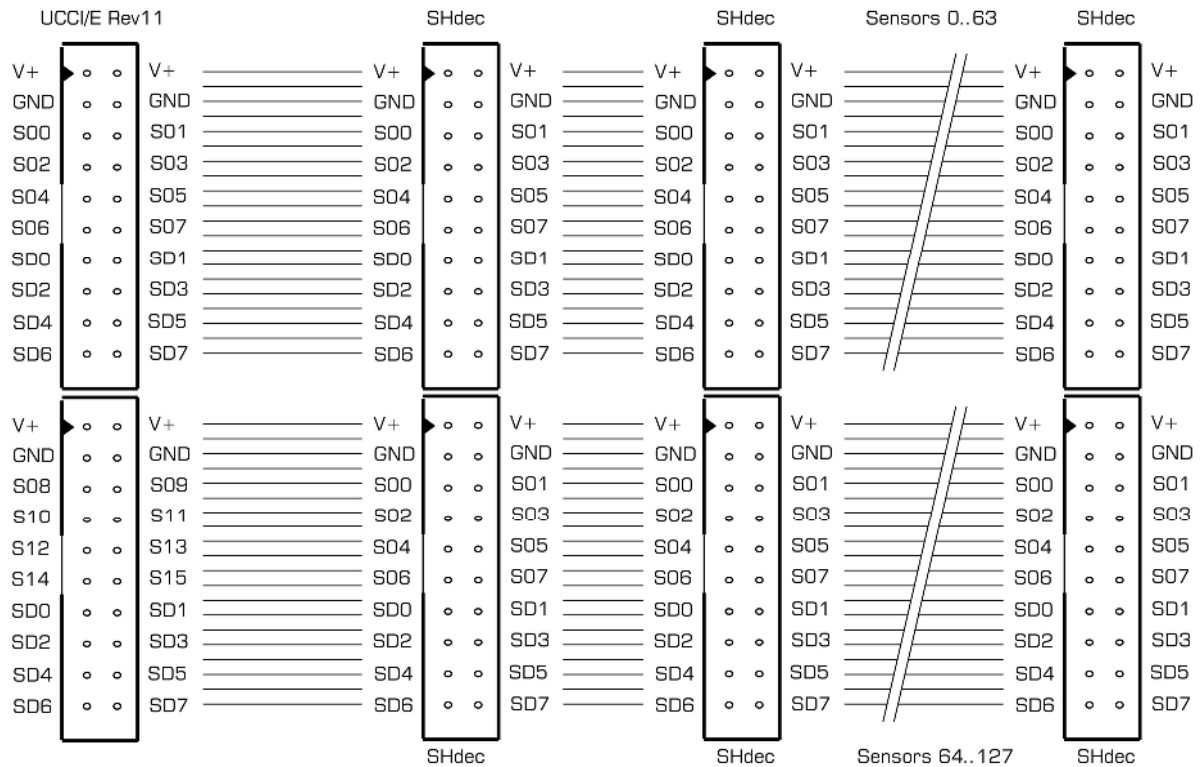 UCCI/E Rev11 SHdec SHdec Sensors 0..63 SHdec
V+ V+ V+ V+ V+ V+ V+ V+
GND GND GND GND GND GND GND GND
S00 S01 S00 S01 S00 S01 S00 S01
S02 S03 S02 S03 S02 S03 S02 S03
S04 S05 S04 S05 S04 S05 S04 S05
S06 S07 S06 S07 S06 S07 S06 S07
SD0 SD1 SD0 SD1 SD0 SD1 SD0 SD1
SD2 SD3 SD2 SD3 SD2 SD3 SD2 SD3
SD4 SD5 SD4 SD5 SD4 SD5 SD4 SD5
SD6 SD7 SD6 SD7 SD6 SD7 SD6 SD7
V+ V+ V+ V+ V+ V+ V+ V+
GND GND GND GND GND GND GND GND
S08 S09 S00 S01 S00 S01 S00 S01
S10 S11 S02 S03 S02 S03 S02 S03
S12 S13 S04 S05 S04 S05 S04 S05
S14 S15 S06 S07 S06 S07 S06 S07
SD0 SD1 SD0 SD1 SD0 SD1 SD0 SD1
SD2 SD3 SD2 SD3 SD2 SD3 SD2 SD3
SD4 SD5 SD4 SD5 SD4 SD5 SD4 SD5
SD6 SD7 SD6 SD7 SD6 SD7 SD6 SD7
SHdec SHdec Sensors 64..127 SHdec